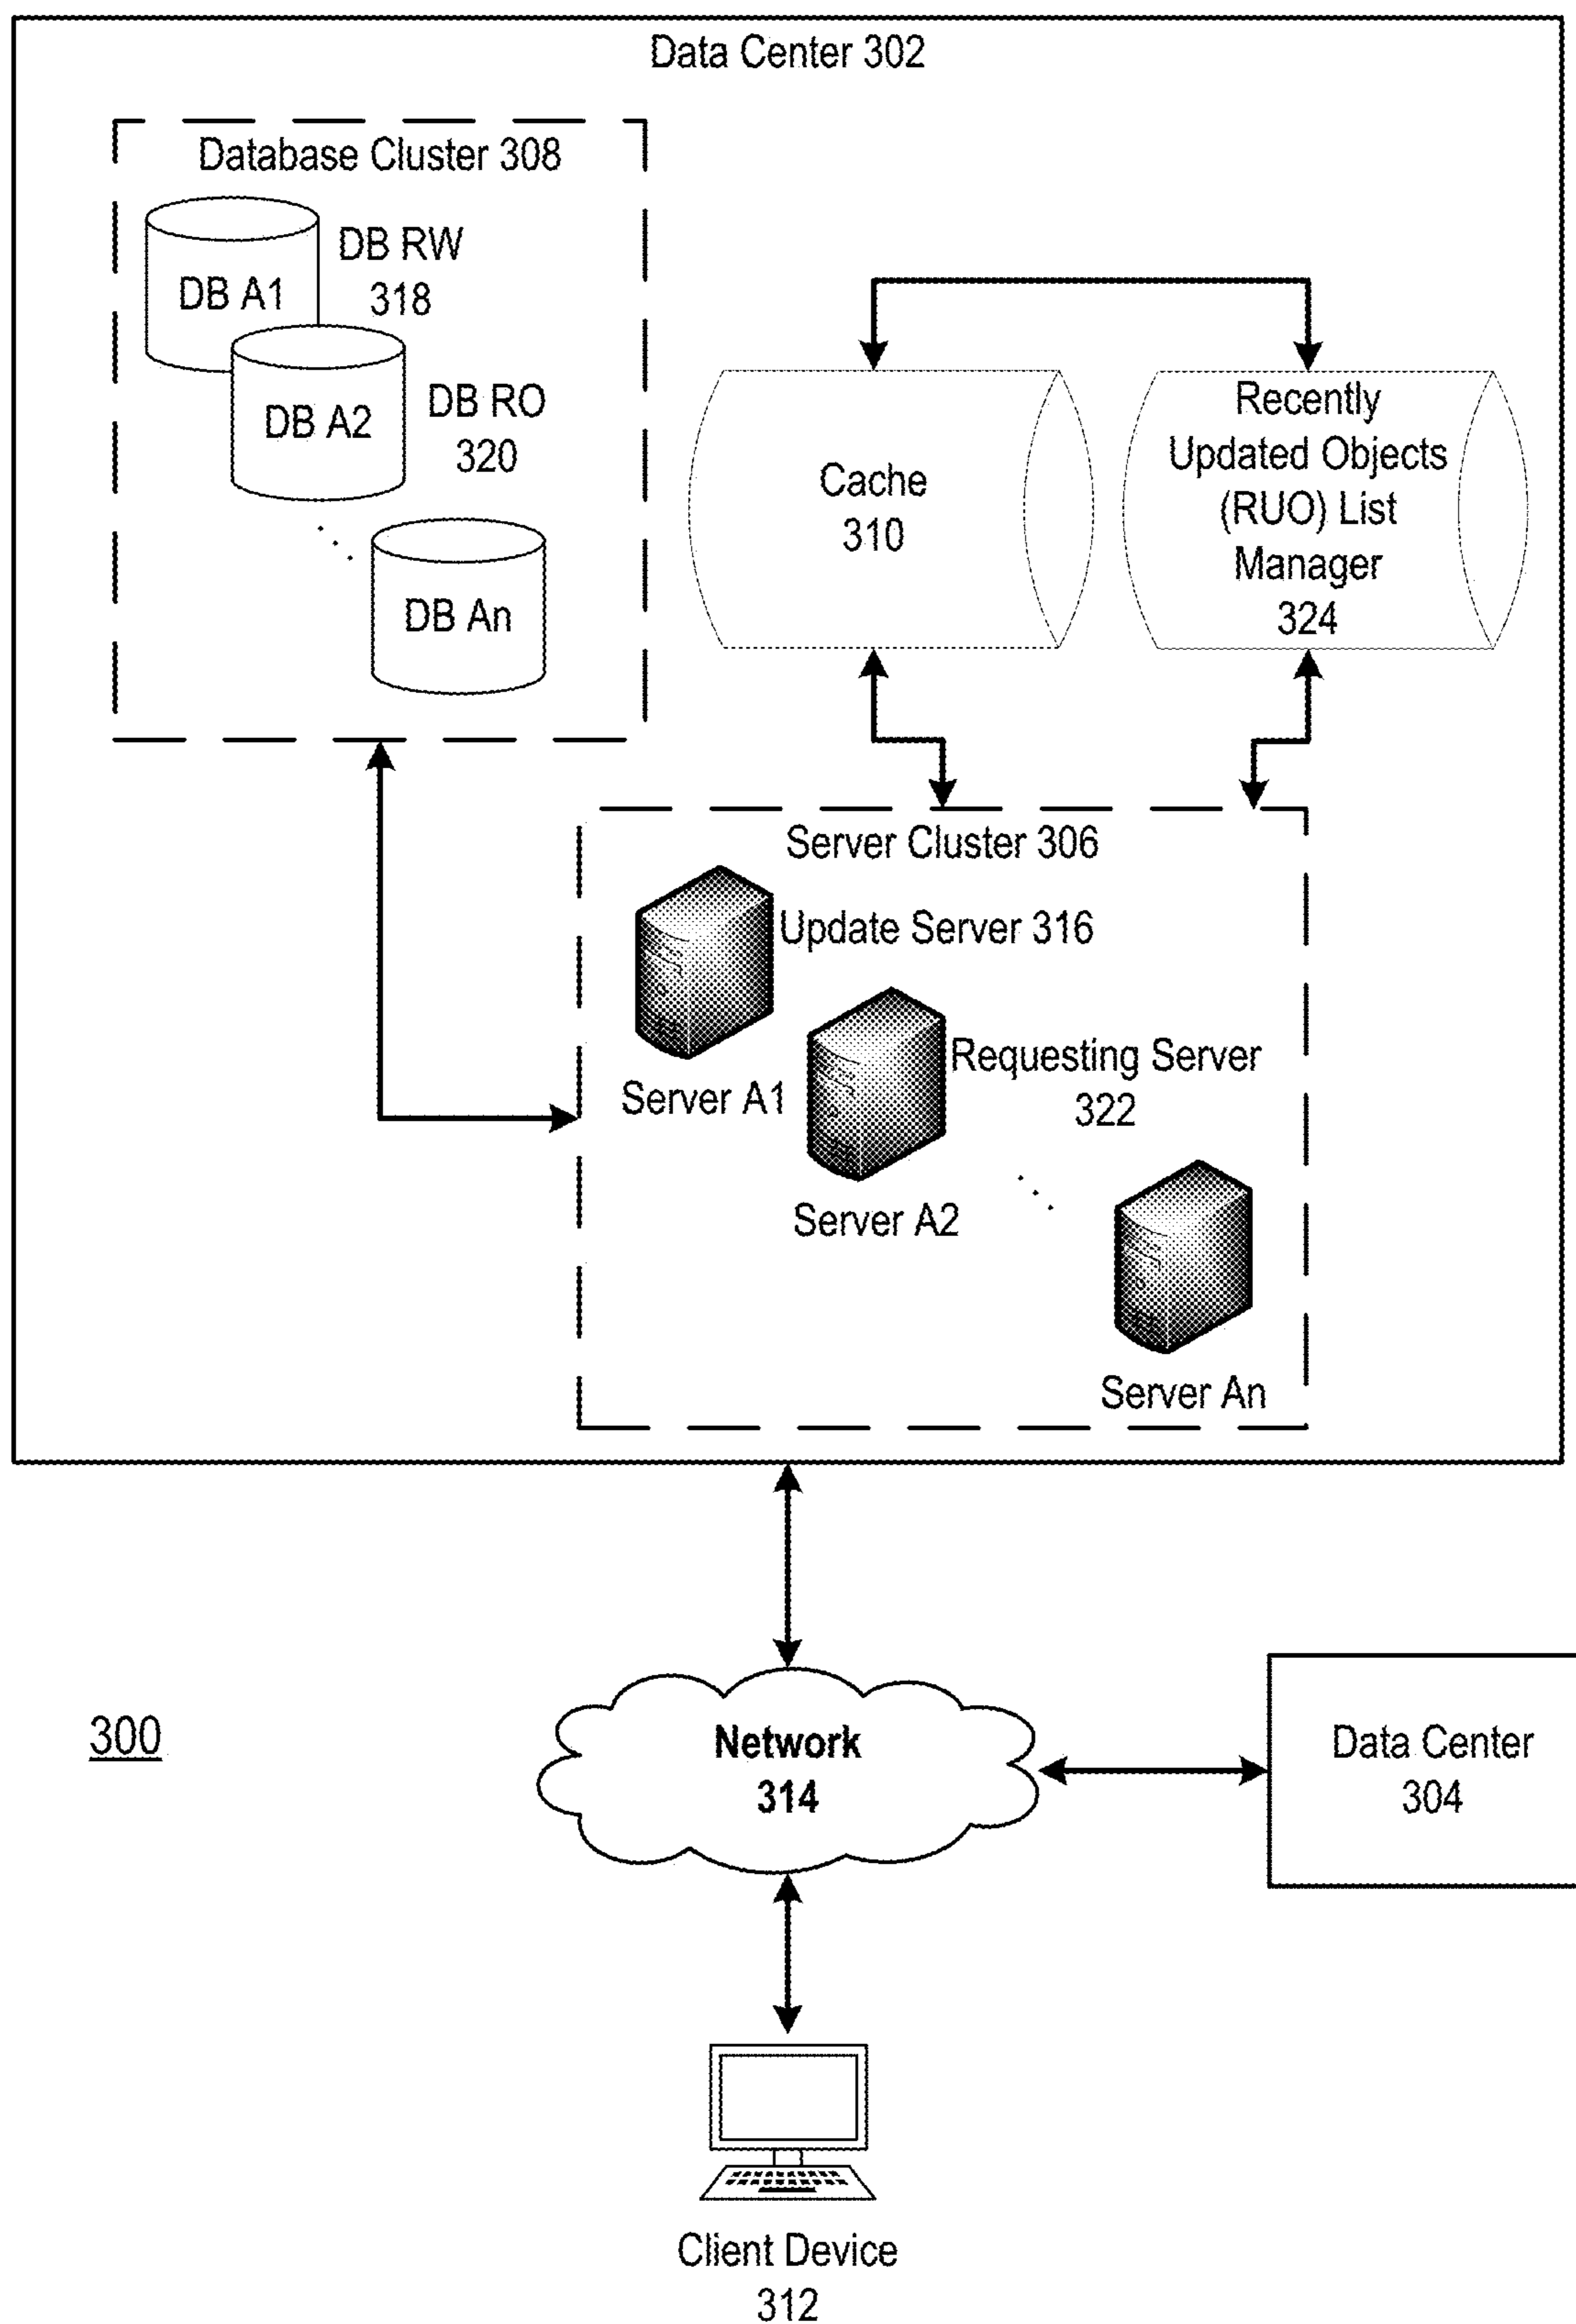 Data Center 302
Database Cluster 308
DB RW
318
DB A1
DB RO
320
DB A2
DB An
Cache
310
Recently
Updated Objects
(RUO) List
Manager
324
Server Cluster 306
Update Server 316
Server A1
Requesting Server
322
Server A2
Server An
300
Network
314
Data Center
304
Client Device
312